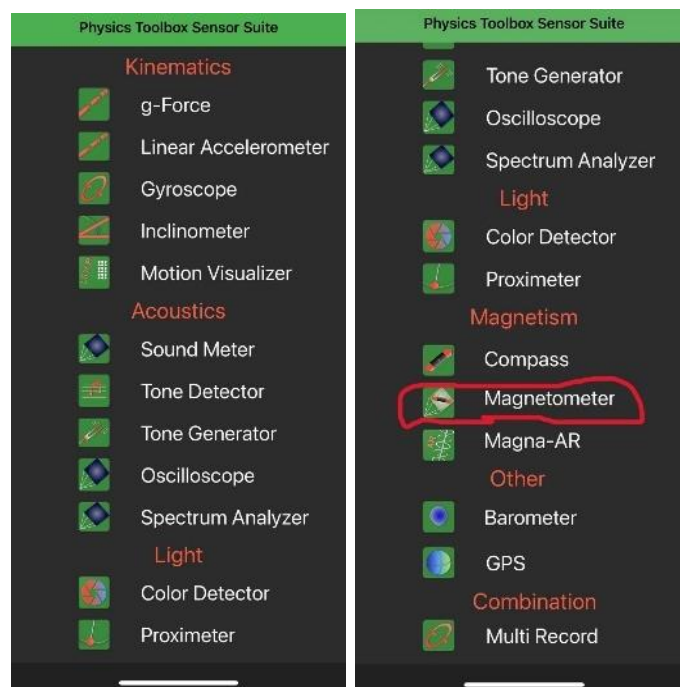 Physics Toolbox Sensor Suite
Kinematics
g-Force
Linear Accelerometer
Gyroscope
Inclinometer
Motion Visualizer
Acoustics
Sound Meter
Tone Detector
Tone Generator
Oscilloscope
Spectrum Analyzer
Light
Color Detector
Proximeter
Physics Toolbox Sensor Suite
Tone Generator
Oscilloscope
Spectrum Analyzer
Light
Color Detector
Proximeter
Magnetism
Compass
Magnetometer
Magna-AR
Other
Barometer
GPS
Combination
Multi Record